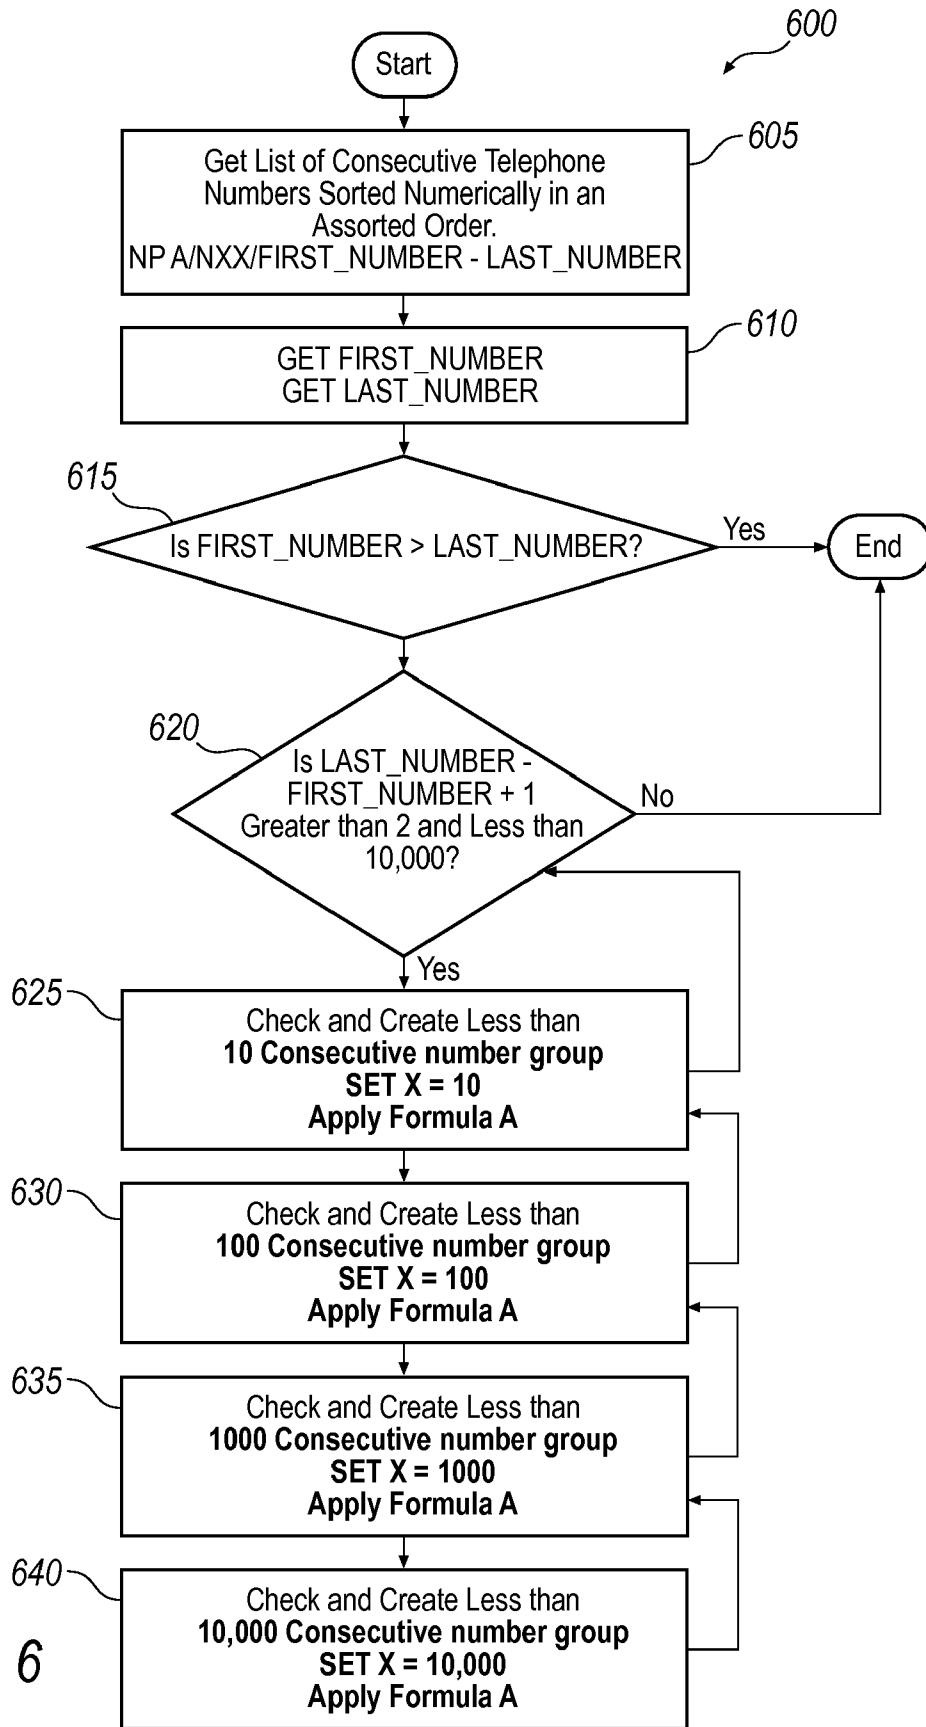 600
Start
605
Get List of Consecutive Telephone
Numbers Sorted Numerically in an
Assorted Order.
NP A/NXX/FIRST_NUMBER - LAST_NUMBER
610
GET FIRST_NUMBER
GET LAST_NUMBER
615
Is FIRST_NUMBER > LAST_NUMBER?
Yes
End
620
Is LAST_NUMBER -
FIRST_NUMBER + 1
Greater than 2 and Less than
10,000?
No
Yes
625
Check and Create Less than
10 Consecutive number group
SET X = 10
Apply Formula A
630
Check and Create Less than
100 Consecutive number group
SET X = 100
Apply Formula A
635
Check and Create Less than
1000 Consecutive number group
SET X = 1000
Apply Formula A
640
Check and Create Less than
10,000 Consecutive number group
SET X = 10,000
Apply Formula A
6